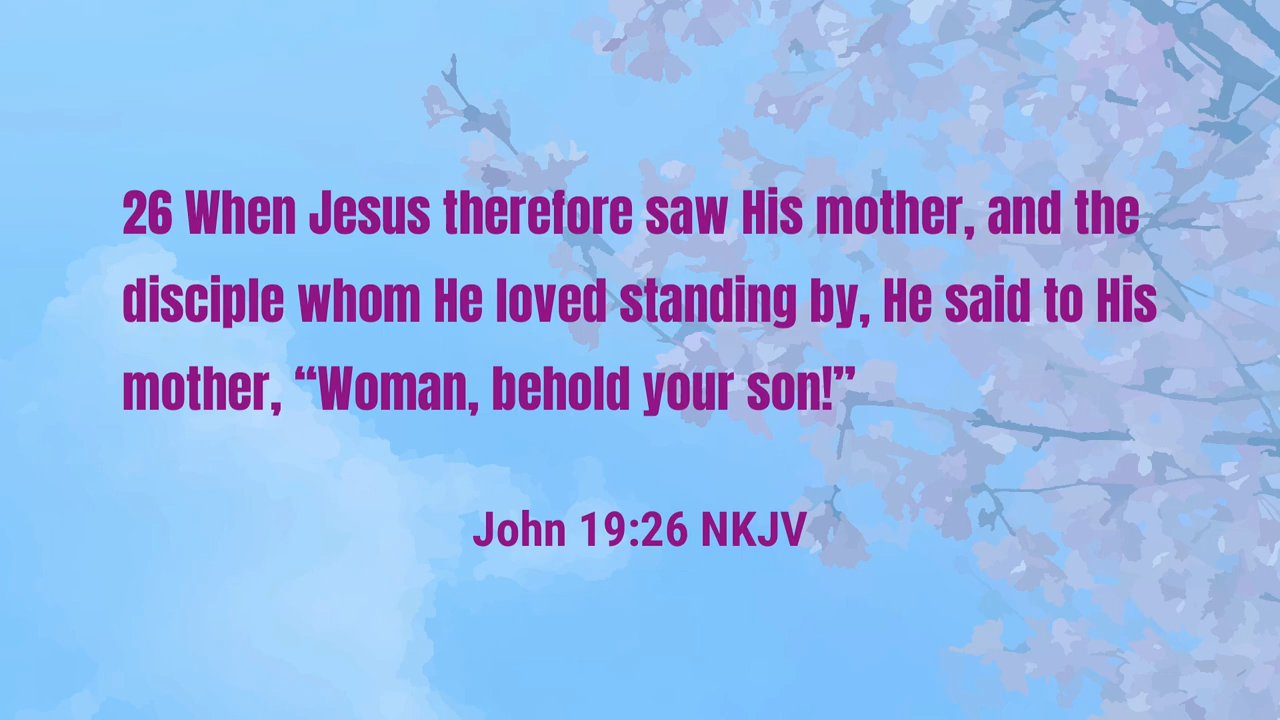 26 When Jesus therefore saw His mother, and the
disciple whom He loved standing by, He said to His
mother, “Woman, behold your son!”
John 19:26 NKJV